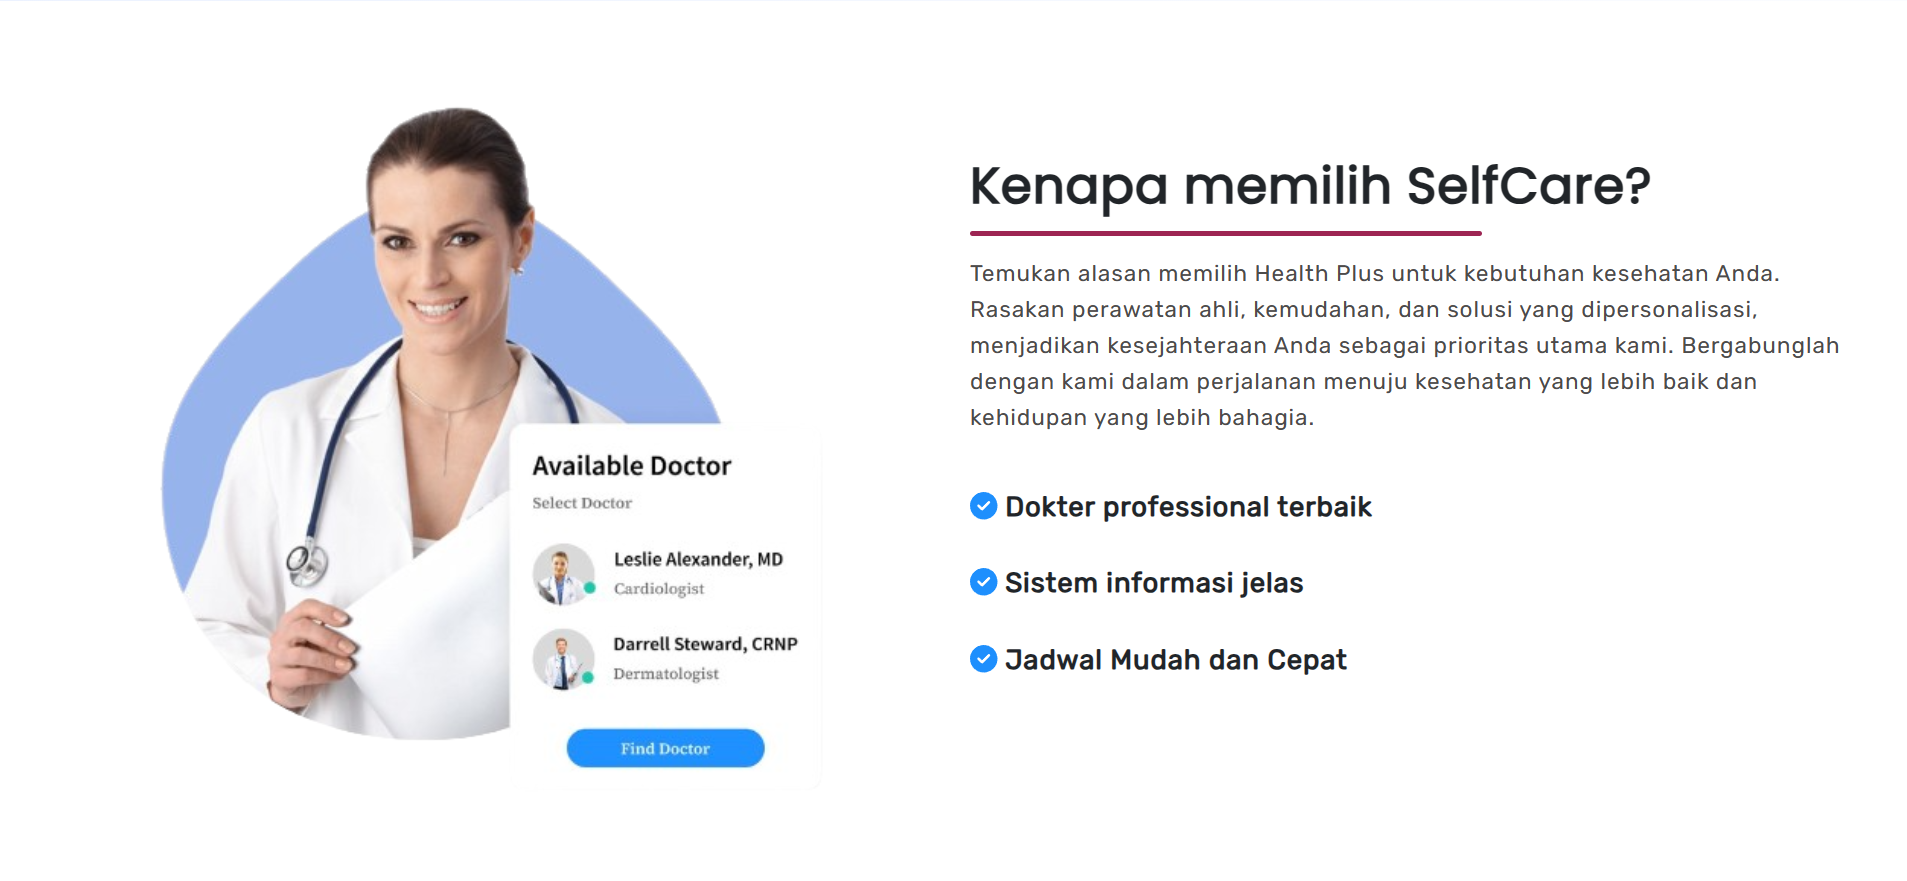 Kenapa memilih SelfCare?
Temukan alasan memilih Health Plus untuk kebutuhan kesehatan Anda.
Rasakan perawatan ahli, kemudahan, dan solusi yang dipersonalisasi,
menjadikan kesejahteraan Anda sebagai prioritas utama kami. Bergabunglah
dengan kami dalam perjalanan menuju kesehatan yang lebih baik dan
kehidupan yang lebih bahagia.
Dokter professional terbaik
Sistem informasi jelas
Jadwal Mudah dan Cepat
Available Doctor
Select Doctor
Leslie Alexander, MD
Cardiologist
Darrell Steward, CRNP
Dermatologist
Find Doctor